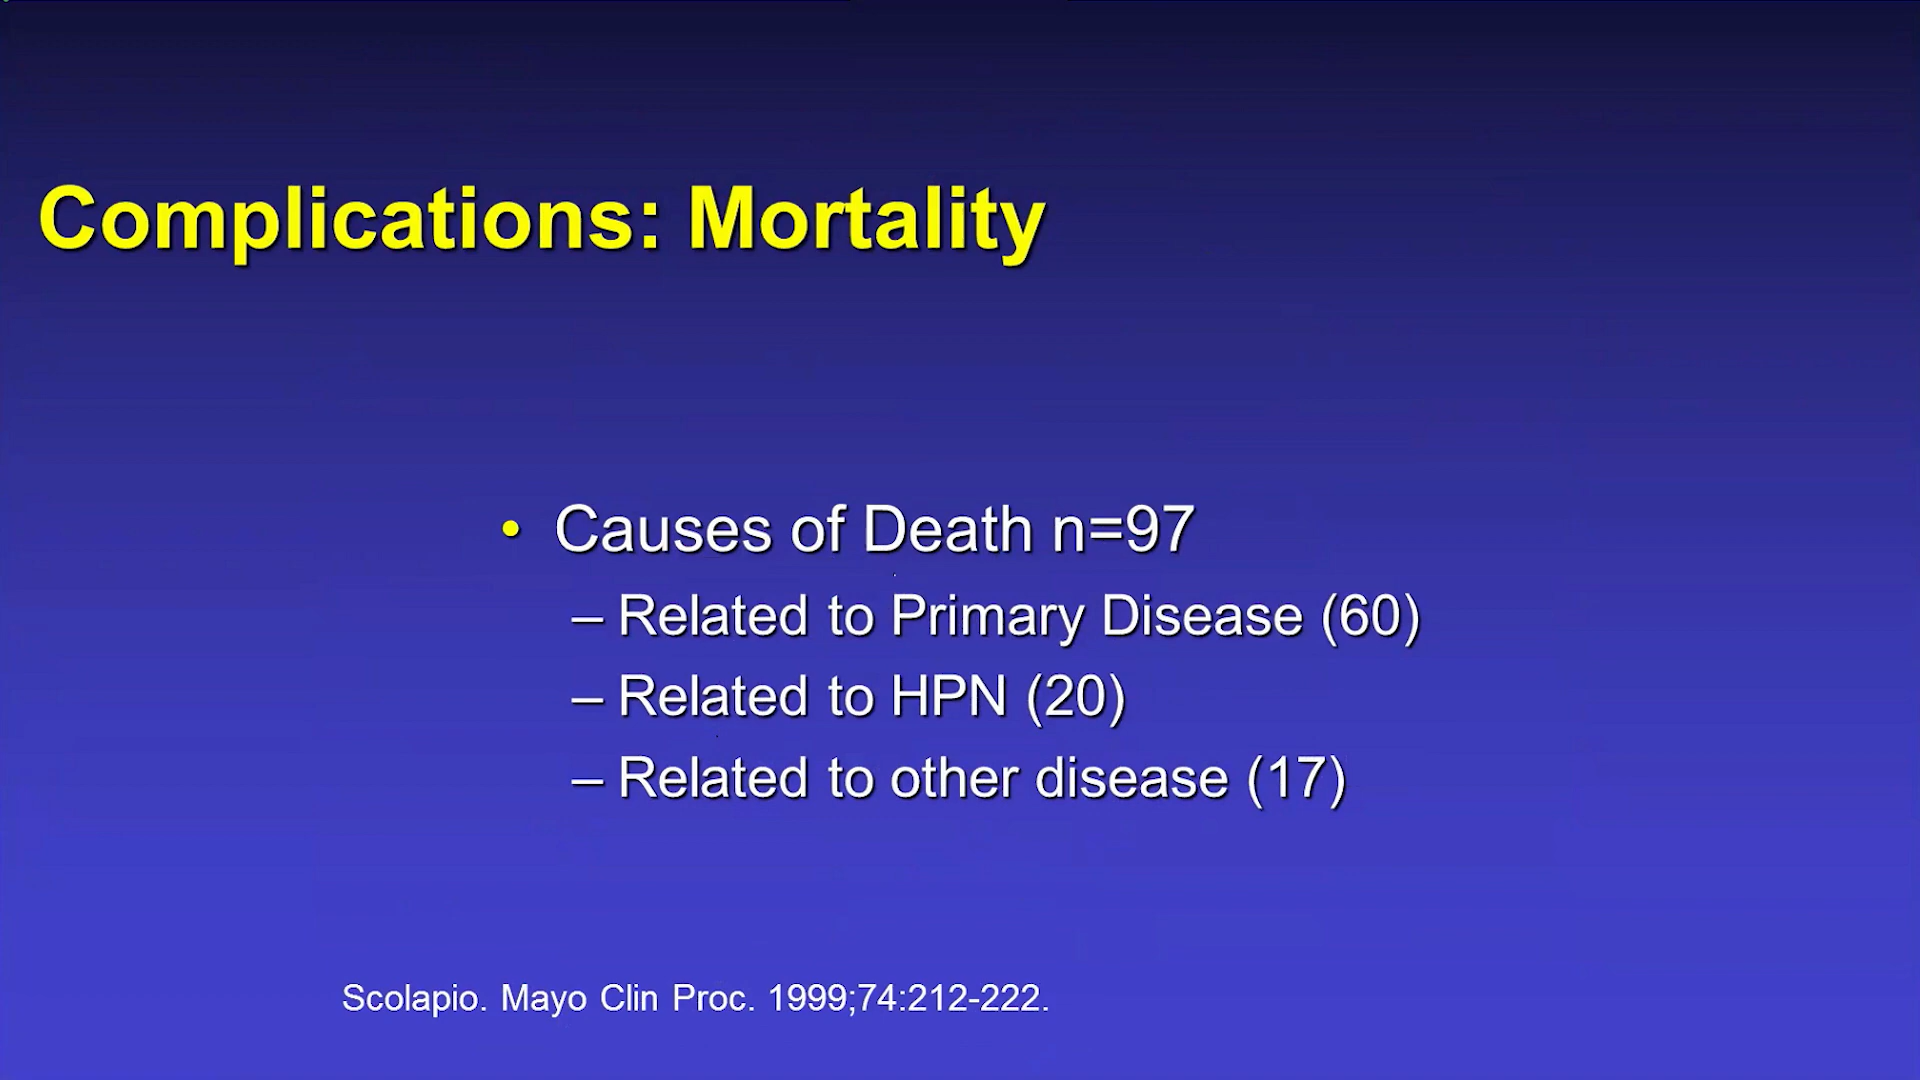 Complications: Mortality
• Causes of Death n=97
– Related to Primary Disease (60)
– Related to HPN (20)
– Related to other disease (17)
Scolapio. Mayo Clin Proc. 1999;74:212-222.